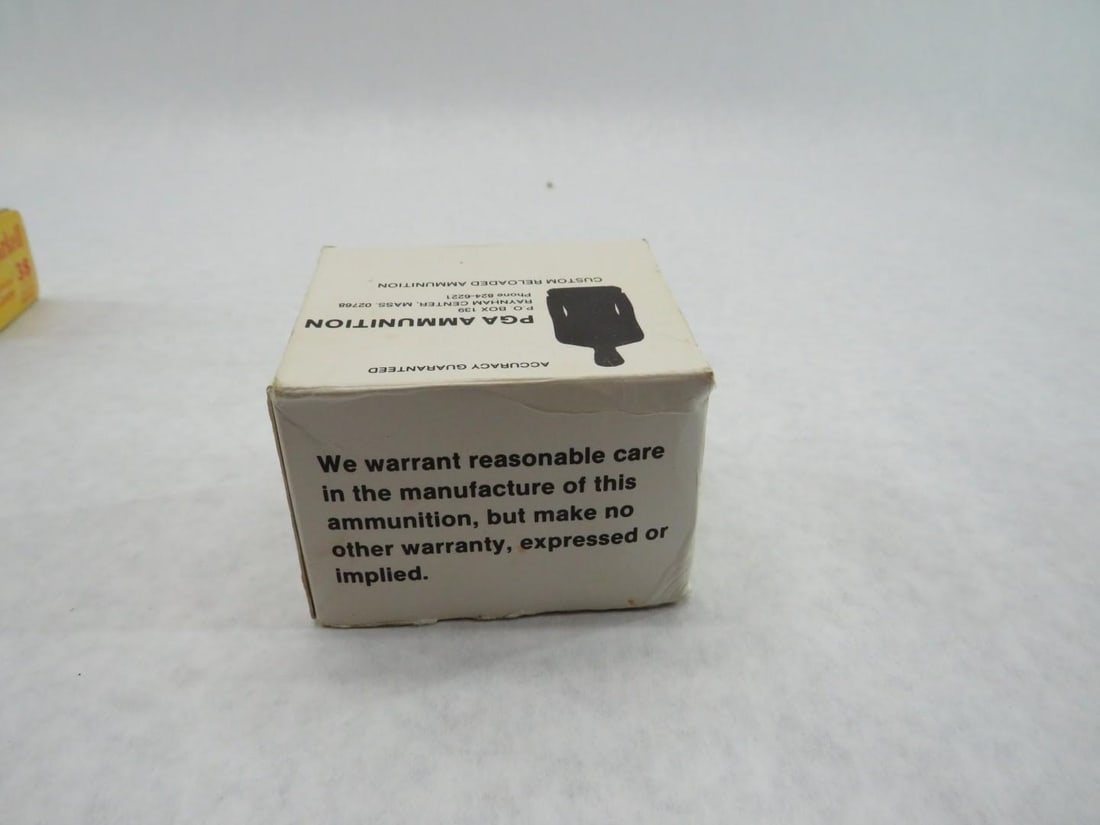 ACCURACY GUARANTEED
PGA AMMUNITION
P.O. BOX 139
RAYNHAM CENTER, MASS. 02768
Phone 824-6221
CUSTOM RELOADED AMMUNITION
We warrant reasonable care
in the manufacture of this
ammunition, but make no
other warranty, expressed or
implied.
38